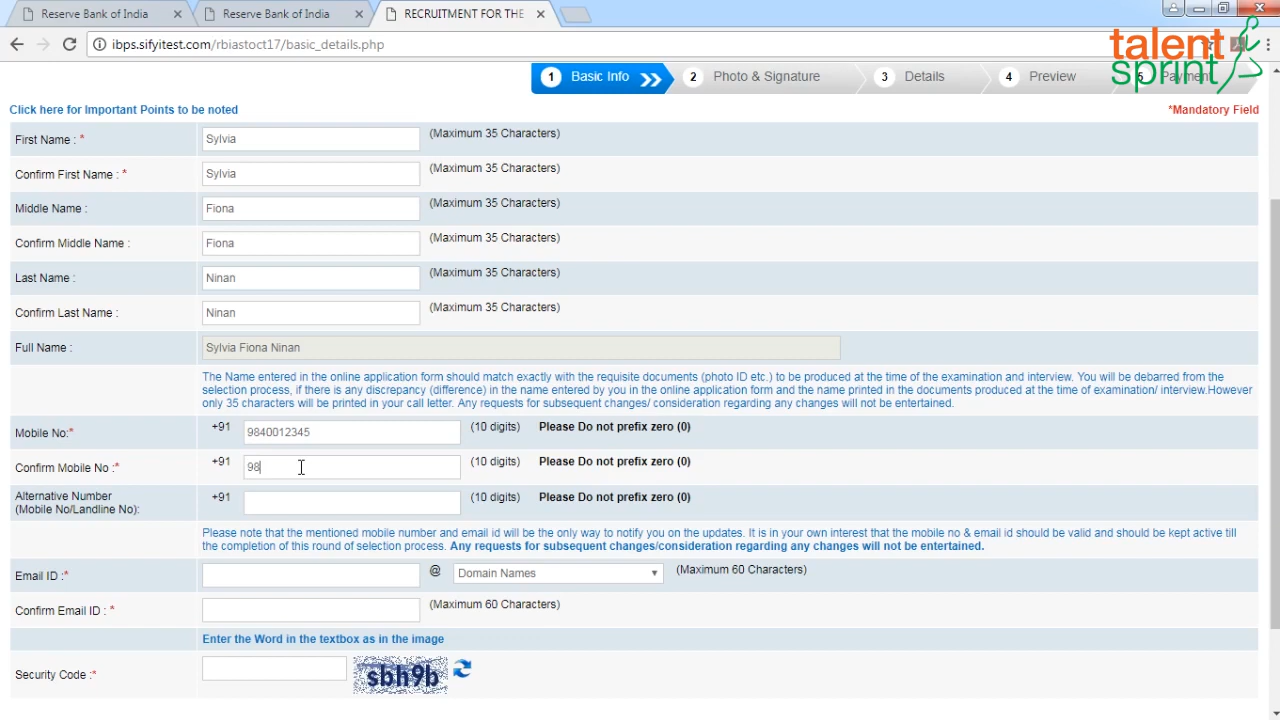 Reserve Bank of India
Reserve Bank of India
RECRUITMENT FOR THE
ibps.sifyitest.com/rbiastoct17/basic_details.php
talent
sprint
1 Basic Info
2 Photo & Signature
3 Details
4 Preview
5 Payment
Click here for Important Points to be noted
*Mandatory Field
First Name : * Sylvia (Maximum 35 Characters)
Confirm First Name : * Sylvia (Maximum 35 Characters)
Middle Name : Fiona (Maximum 35 Characters)
Confirm Middle Name : Fiona (Maximum 35 Characters)
Last Name : Ninan (Maximum 35 Characters)
Confirm Last Name : Ninan (Maximum 35 Characters)
Full Name : Sylvia Fiona Ninan
The Name entered in the online application form should match exactly with the requisite documents (photo ID etc.) to be produced at the time of the examination and interview. You will be debarred from the
selection process, if there is any discrepancy (difference) in the name entered by you in the online application form and the name printed in the documents produced at the time of examination/ interview.However
only 35 characters will be printed in your call letter. Any requests for subsequent changes/ consideration regarding any changes will not be entertained.
Mobile No:* +91 9840012345 (10 digits) Please Do not prefix zero (0)
Confirm Mobile No :* +91 98 (10 digits) Please Do not prefix zero (0)
Alternative Number
(Mobile No/Landline No): +91 (10 digits) Please Do not prefix zero (0)
Please note that the mentioned mobile number and email id will be the only way to notify you on the updates. It is in your own interest that the mobile no & email id should be valid and should be kept active till
the completion of this round of selection process. Any requests for subsequent changes/consideration regarding any changes will not be entertained.
Email ID :* @ Domain Names (Maximum 60 Characters)
Confirm Email ID : * (Maximum 60 Characters)
Enter the Word in the textbox as in the image
Security Code :* sbh9b